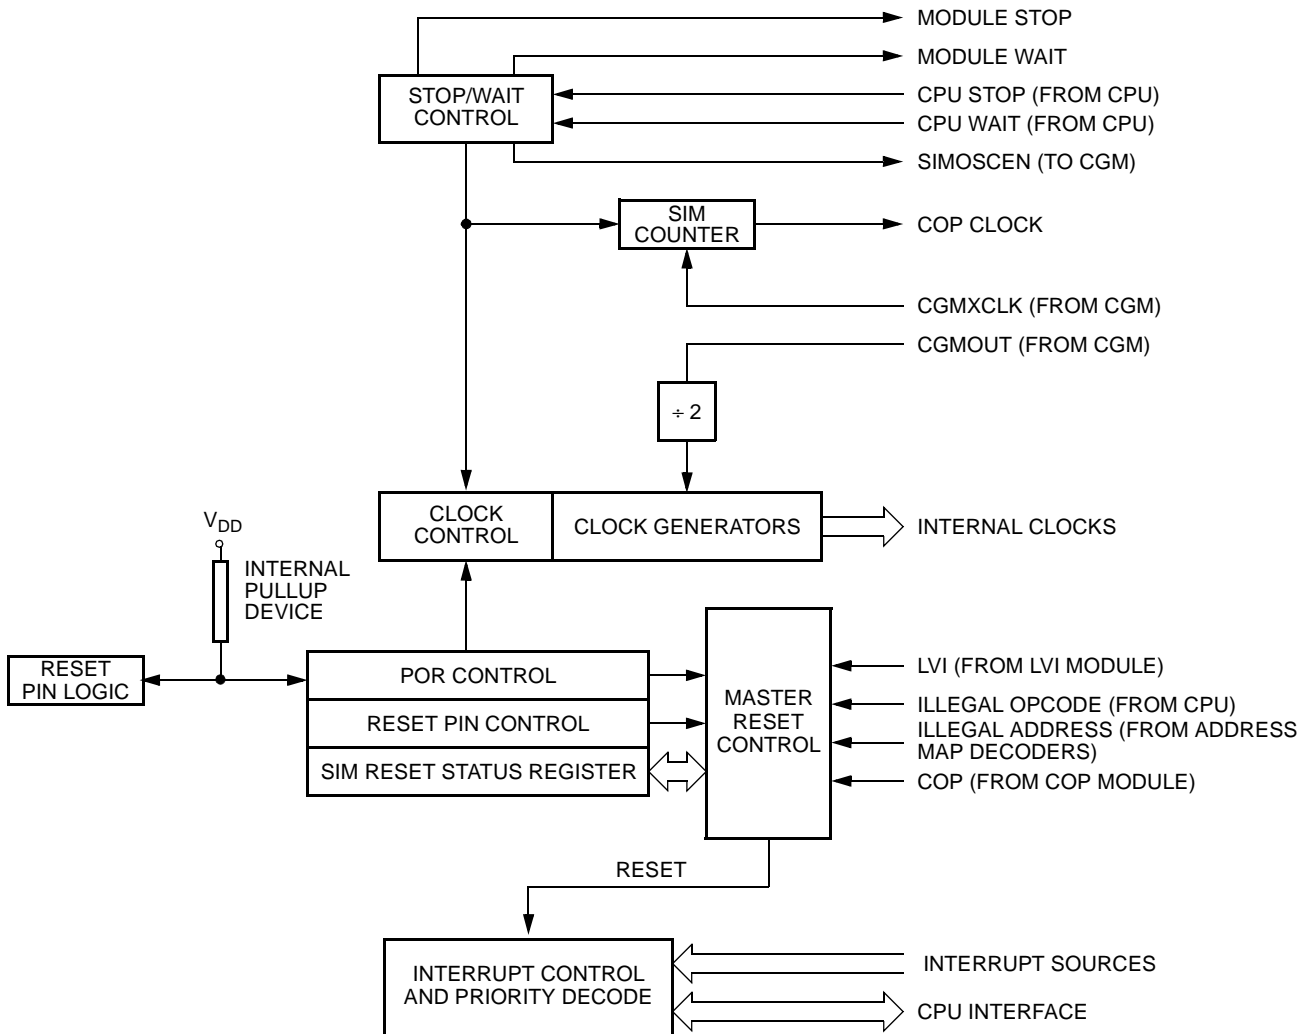 MODULE STOP
MODULE WAIT
STOP/WAIT
CONTROL
CPU STOP (FROM CPU)
CPU WAIT (FROM CPU)
SIMOSCEN (TO CGM)
SIM
COUNTER
COP CLOCK
CGMXCLK (FROM CGM)
CGMOUT (FROM CGM)
÷ 2
CLOCK
CONTROL
CLOCK GENERATORS
INTERNAL CLOCKS
VDD
INTERNAL
PULLUP
DEVICE
RESET
PIN LOGIC
POR CONTROL
RESET PIN CONTROL
SIM RESET STATUS REGISTER
MASTER
RESET
CONTROL
LVI (FROM LVI MODULE)
ILLEGAL OPCODE (FROM CPU)
ILLEGAL ADDRESS (FROM ADDRESS
MAP DECODERS)
COP (FROM COP MODULE)
RESET
INTERRUPT CONTROL
AND PRIORITY DECODE
INTERRUPT SOURCES
CPU INTERFACE